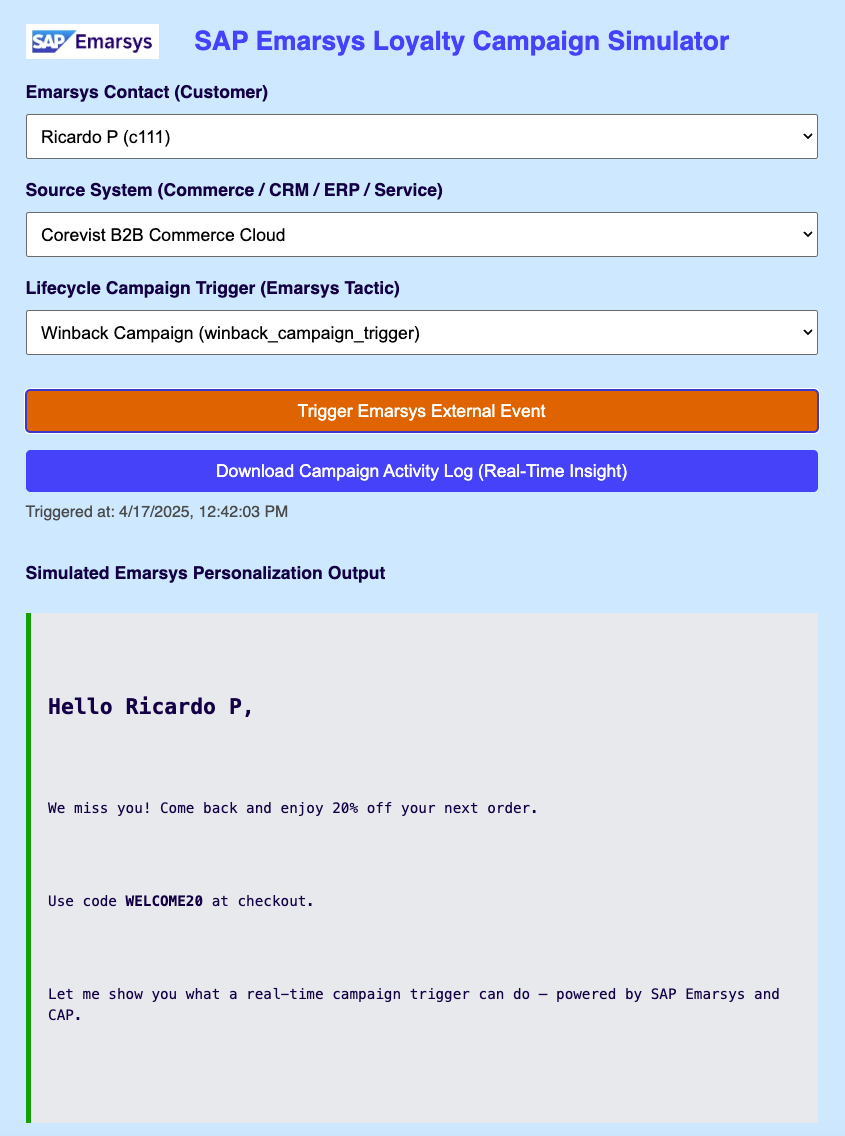 SAP Emarsys
SAP Emarsys Loyalty Campaign Simulator
Emarsys Contact (Customer)
Ricardo P (c111)
Source System (Commerce / CRM / ERP / Service)
Corevist B2B Commerce Cloud
Lifecycle Campaign Trigger (Emarsys Tactic)
Winback Campaign (winback_campaign_trigger)
Trigger Emarsys External Event
Download Campaign Activity Log (Real-Time Insight)
Triggered at: 4/17/2025, 12:42:03 PM
Simulated Emarsys Personalization Output
Hello Ricardo P,
We miss you! Come back and enjoy 20% off your next order.
Use code WELCOME20 at checkout.
Let me show you what a real-time campaign trigger can do — powered by SAP Emarsys and
CAP.